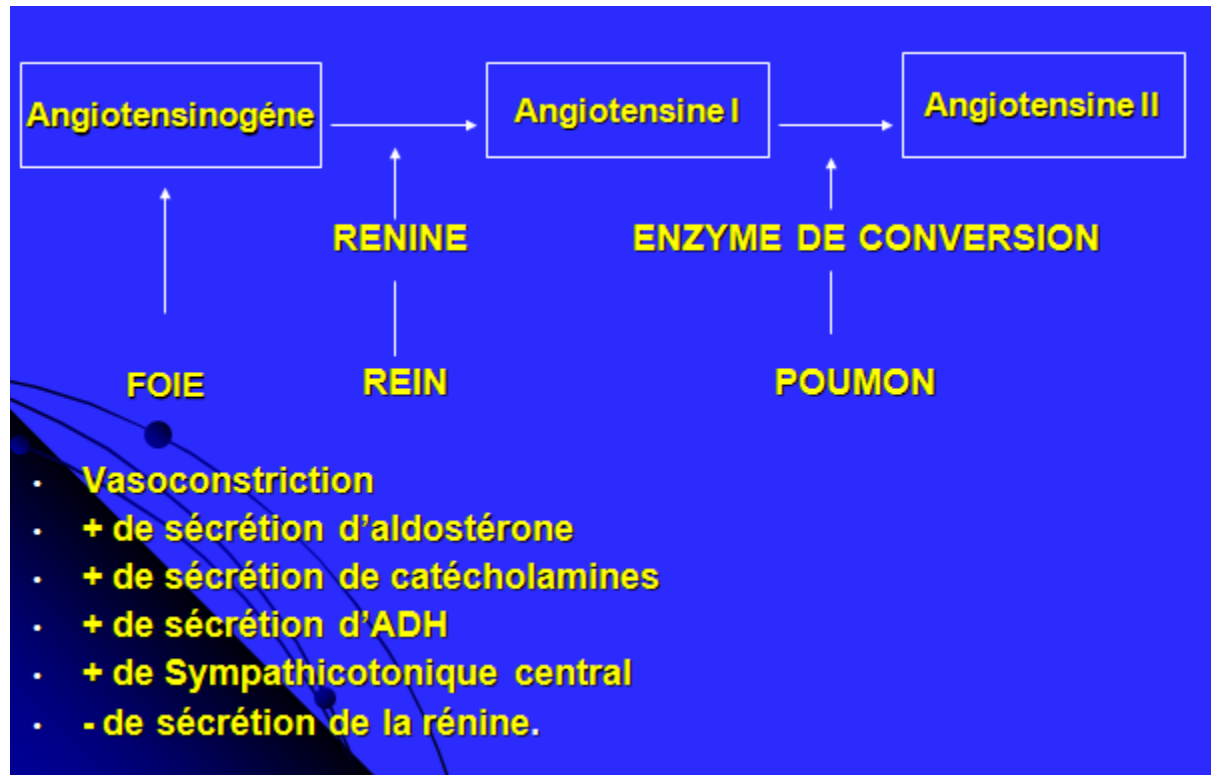 Angiotensinogéne
Angiotensine I
Angiotensine II
RENINE
ENZYME DE CONVERSION
FOIE
REIN
POUMON
• Vasoconstriction
• + de sécrétion d’aldostérone
• + de sécrétion de catécholamines
• + de sécrétion d’ADH
• + de Sympathicotonique central
• - de sécrétion de la rénine.